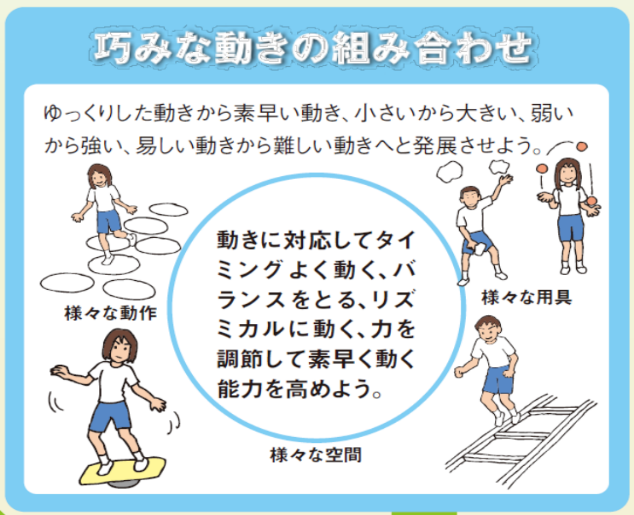 巧みな動きの組み合わせ
ゆっくりした動きから素早い動き、小さいから大きい、弱い
から強い、易しい動きから難しい動きへと発展させよう。
動きに対応してタイ
ミングよく動く、バ
ランスをとる、リズ
ミカルに動く、力を
調節して素早く動く
能力を高めよう。
様々な動作
様々な用具
様々な空間